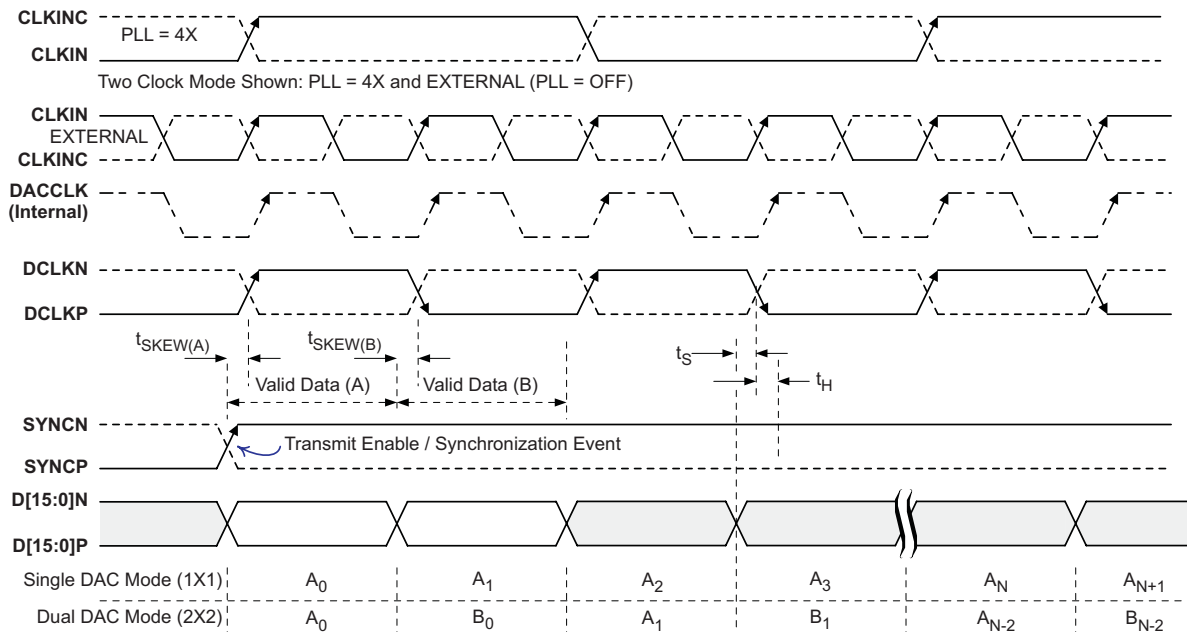 CLKINC
PLL = 4X
CLKIN
Two Clock Mode Shown: PLL = 4X and EXTERNAL (PLL = OFF)
CLKIN
EXTERNAL
CLKINC
DACCLK
(Internal)
DCLKN
DCLKP
tSKEW(A) tSKEW(B) tS
tH
Valid Data (A) Valid Data (B)
SYNCN
Transmit Enable / Synchronization Event
SYNCP
D[15:0]N
D[15:0]P
Single DAC Mode (1X1) A0 A1 A2 A3 AN AN+1
Dual DAC Mode (2X2) A0 B0 A1 B1 AN-2 BN-2